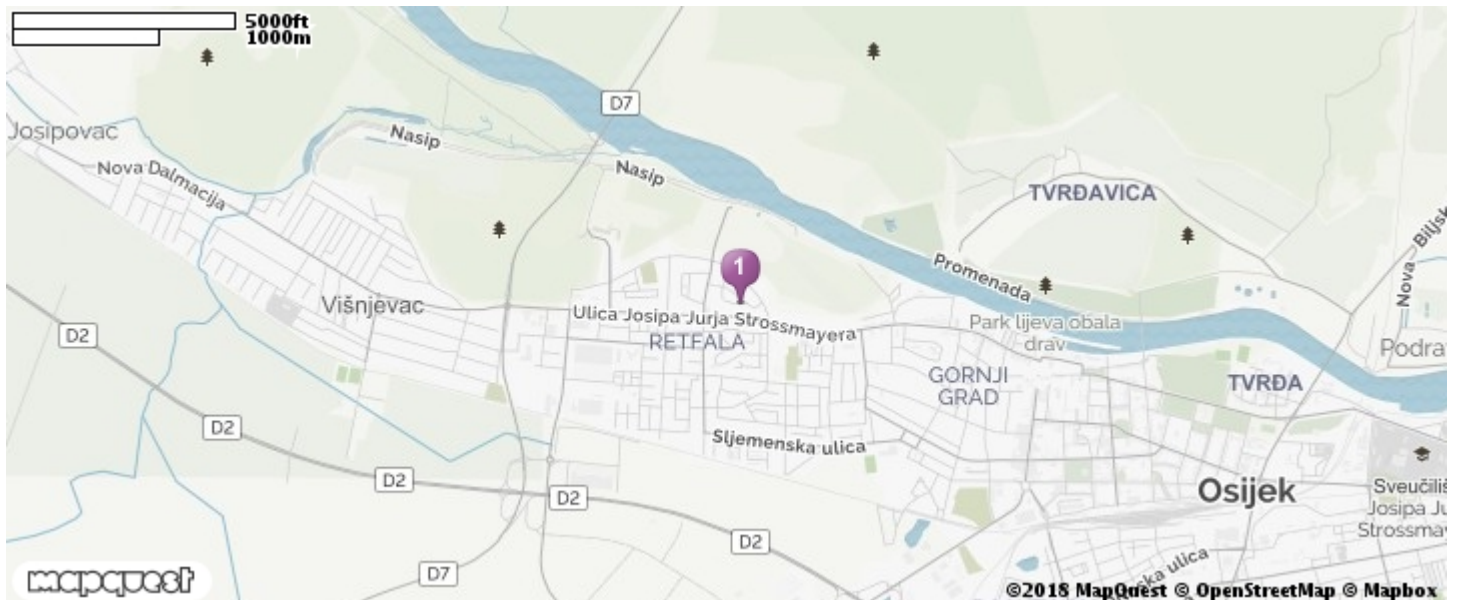 5000ft
1000m
D7
Josipovac
Nasip
Nova Dalmacija
Nasip
TVRĐAVICA
Nova
1
Promenada
Višnjevac
Ulica Josipa Jurja Strossmayera
Park lijeva obala
drav
D2
RETFALA
Podra
GORNJI
GRAD
TVRĐA
D2
Sljemenska ulica
D2
D2
Osijek
Sveučiliš
Josipa Ju
Strossmay
D2
ulica
D7
mapquest
©2018 MapQuest © OpenStreetMap © Mapbox